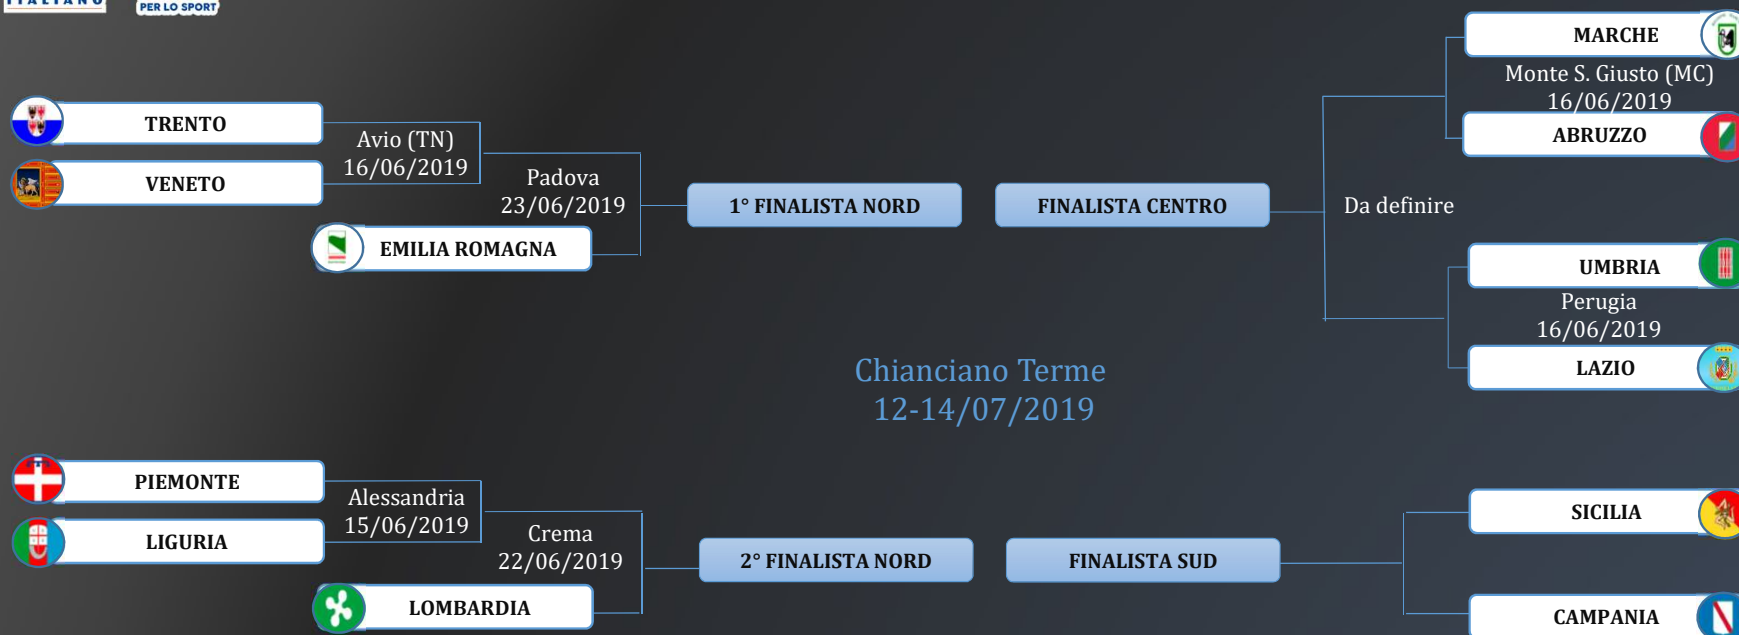 ITALIANO
PER LO SPORT
TRENTO
VENETO
Avio (TN)
16/06/2019
Padova
23/06/2019
EMILIA ROMAGNA
1° FINALISTA NORD
FINALISTA CENTRO
Da definire
MARCHE
Monte S. Giusto (MC)
16/06/2019
ABRUZZO
UMBRIA
Perugia
16/06/2019
LAZIO
Chianciano Terme
12-14/07/2019
PIEMONTE
LIGURIA
Alessandria
15/06/2019
Crema
22/06/2019
LOMBARDIA
2° FINALISTA NORD
FINALISTA SUD
SICILIA
CAMPANIA